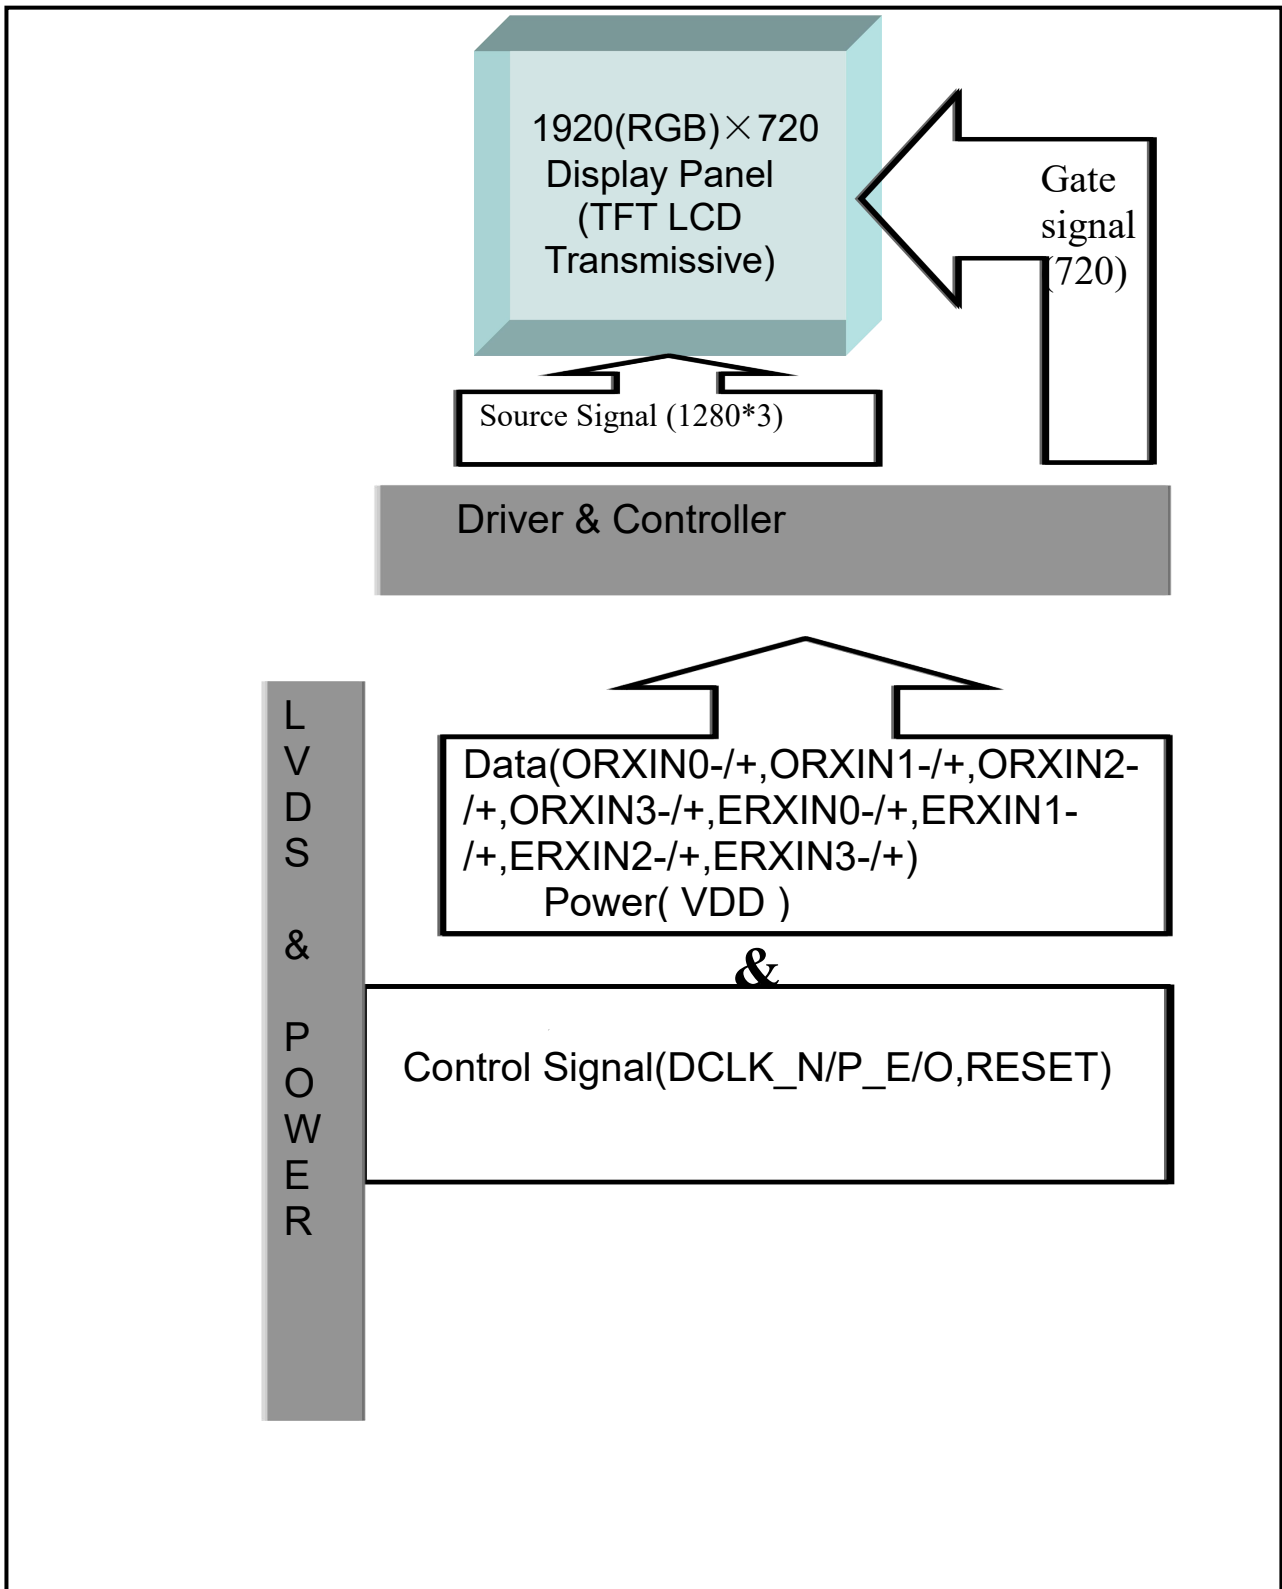 1920(RGB)×720
Display Panel
(TFT LCD
Transmissive)
Gate
signal
(720)
Source Signal (1280*3)
Driver & Controller
L
V
D
S
&
P
O
W
E
R
Data(ORXIN0-/+,ORXIN1-/+,ORXIN2-
/+,ORXIN3-/+,ERXIN0-/+,ERXIN1-
/+,ERXIN2-/+,ERXIN3-/+)
Power( VDD )
&
Control Signal(DCLK_N/P_E/O,RESET)